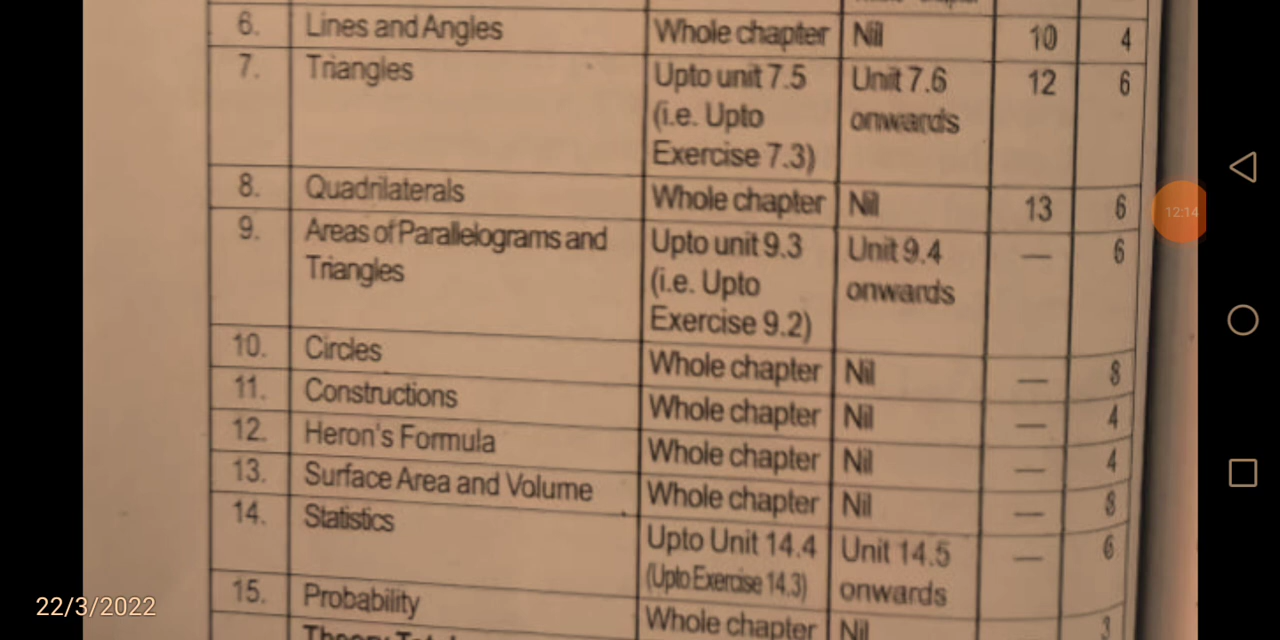 6. Lines and Angles Whole chapter Nil 10 4
7. Triangles Upto unit 7.5 Unit 7.6 12 6
(i.e. Upto onwards
Exercise 7.3)
8. Quadrilaterals Whole chapter Nil 13 6
9. Areas of Parallelograms and Upto unit 9.3 Unit 9.4 — 6
Triangles (i.e. Upto onwards
Exercise 9.2)
10. Circles Whole chapter Nil — 8
11. Constructions Whole chapter Nil — 4
12. Heron's Formula Whole chapter Nil — 4
13. Surface Area and Volume Whole chapter Nil — 8
14. Statistics Upto Unit 14.4 Unit 14.5 — 6
(Upto Exercise 14.3) onwards
15. Probability Whole chapter Nil 3
12:14
22/3/2022